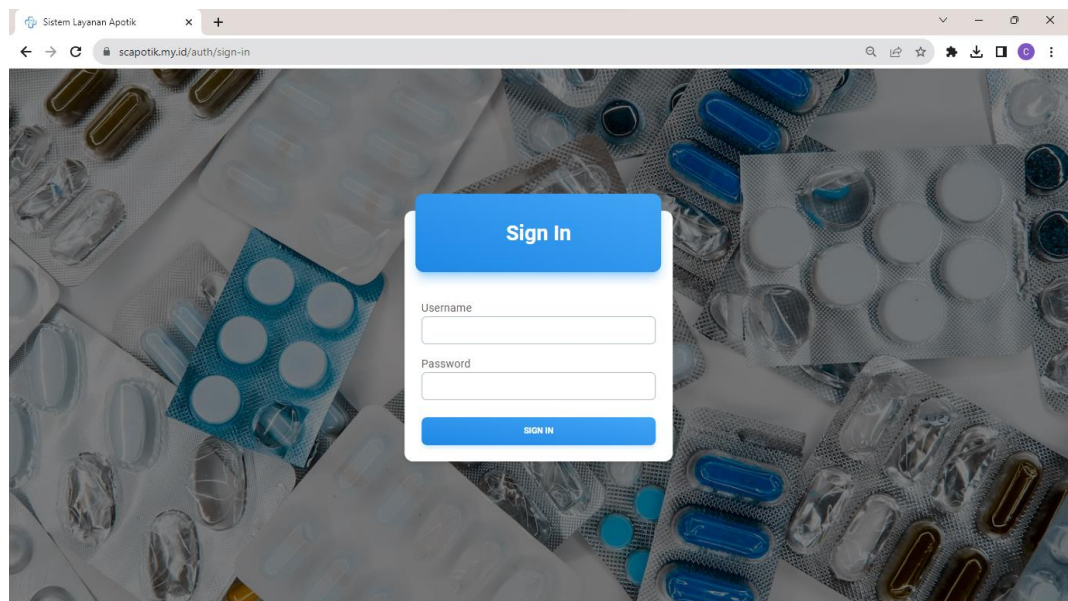 Sistem Layanan Apotik
scapotik.my.id/auth/sign-in
C
Sign In
Username
Password
SIGN IN